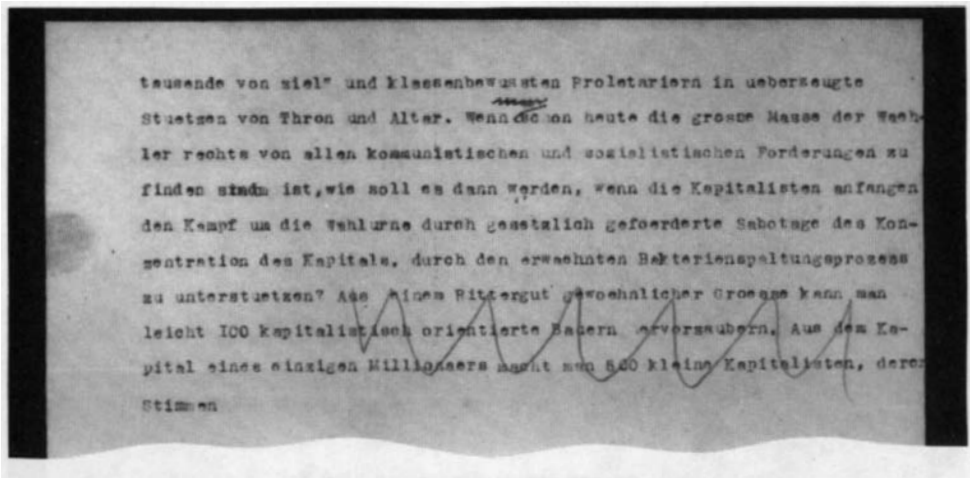 tausende von ziel" und klassenbewussten Proletariern in ueberzeugte
Stuetzen von Thron und Altar. Wenn schon heute die grosse Masse der Waeh-
ler rechts von allen kommunistischen und sozialistischen Forderungen zu
finden ist, wie soll es dann werden, wenn die Kapitalisten anfangen
den Kampf um die Wahlurne durch gesetzlich gefoerderte Sabotage des Kon-
zentration des Kapitals, durch den erwaehnten Bakterienspaltungsprozess
zu unterstuetzen? Aus einem Rittergut gewoehnlicher Groesse kann man
leicht I00 kapitalistisch orientierte Bauern hervorzaubern. Aus dem Ka-
pital eines einzigen Millionaers macht man 500 kleine Kapitalisten, deren
Stimmen